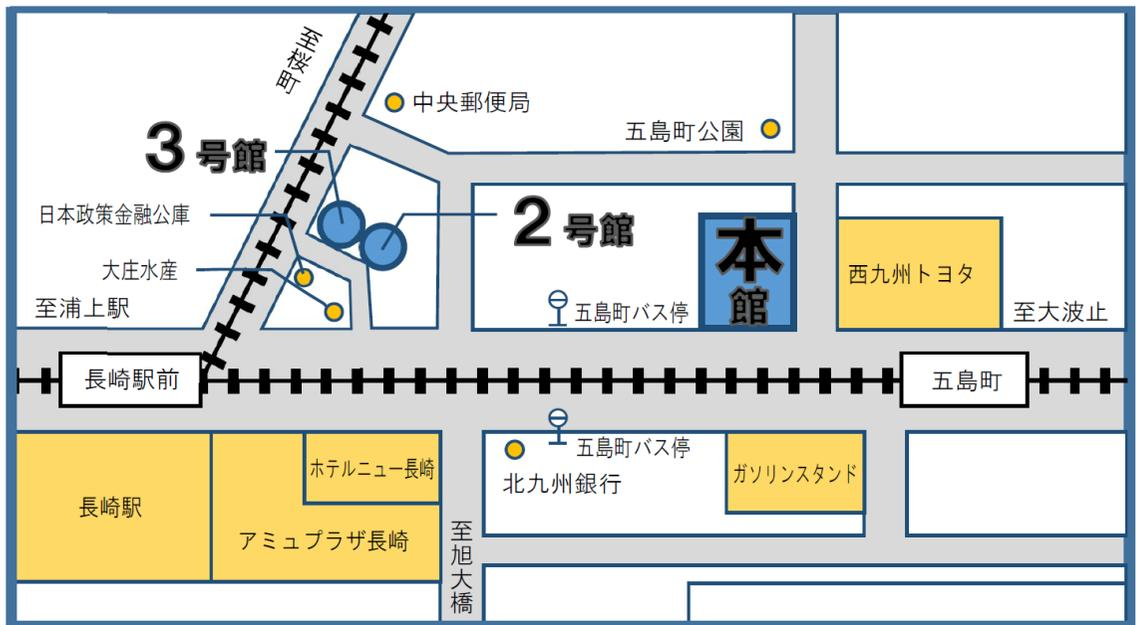 至桜町
中央郵便局
五島町公園
3号館
日本政策金融公庫
2号館
本館
西九州トヨタ
大庄水産
至浦上駅
五島町バス停
至大波止
長崎駅前
五島町
ホテルニュー長崎
五島町バス停
ガソリンスタンド
北九州銀行
長崎駅
アミュプラザ長崎
至旭大橋